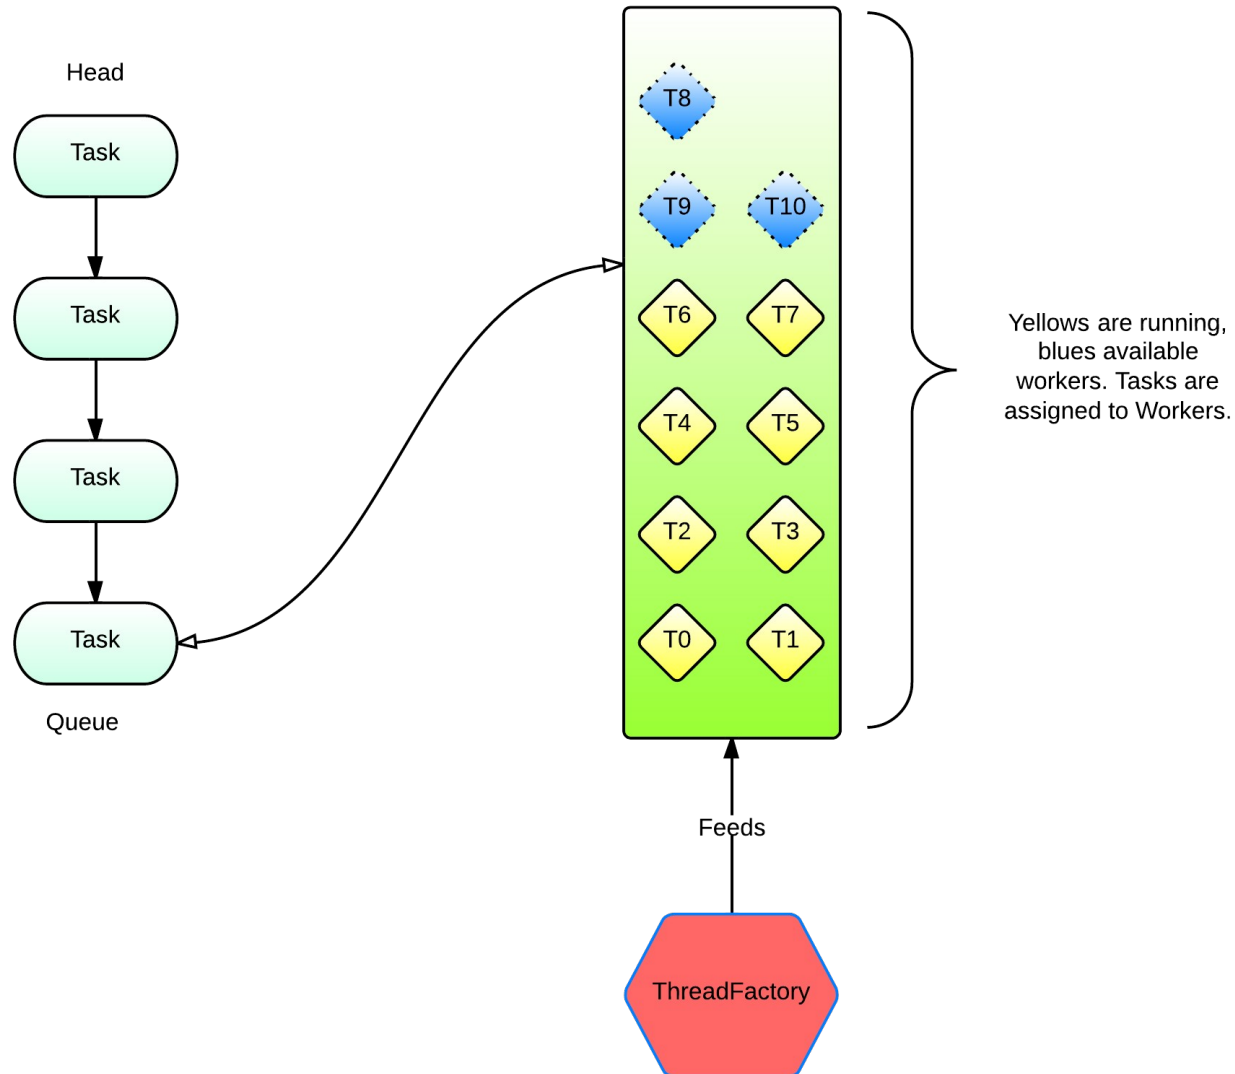 Head
Task
Task
Task
Task
Queue
T8
T9 T10
T6 T7
T4 T5
T2 T3
T0 T1
Feeds
ThreadFactory
Yellows are running,
blues available
workers. Tasks are
assigned to Workers.